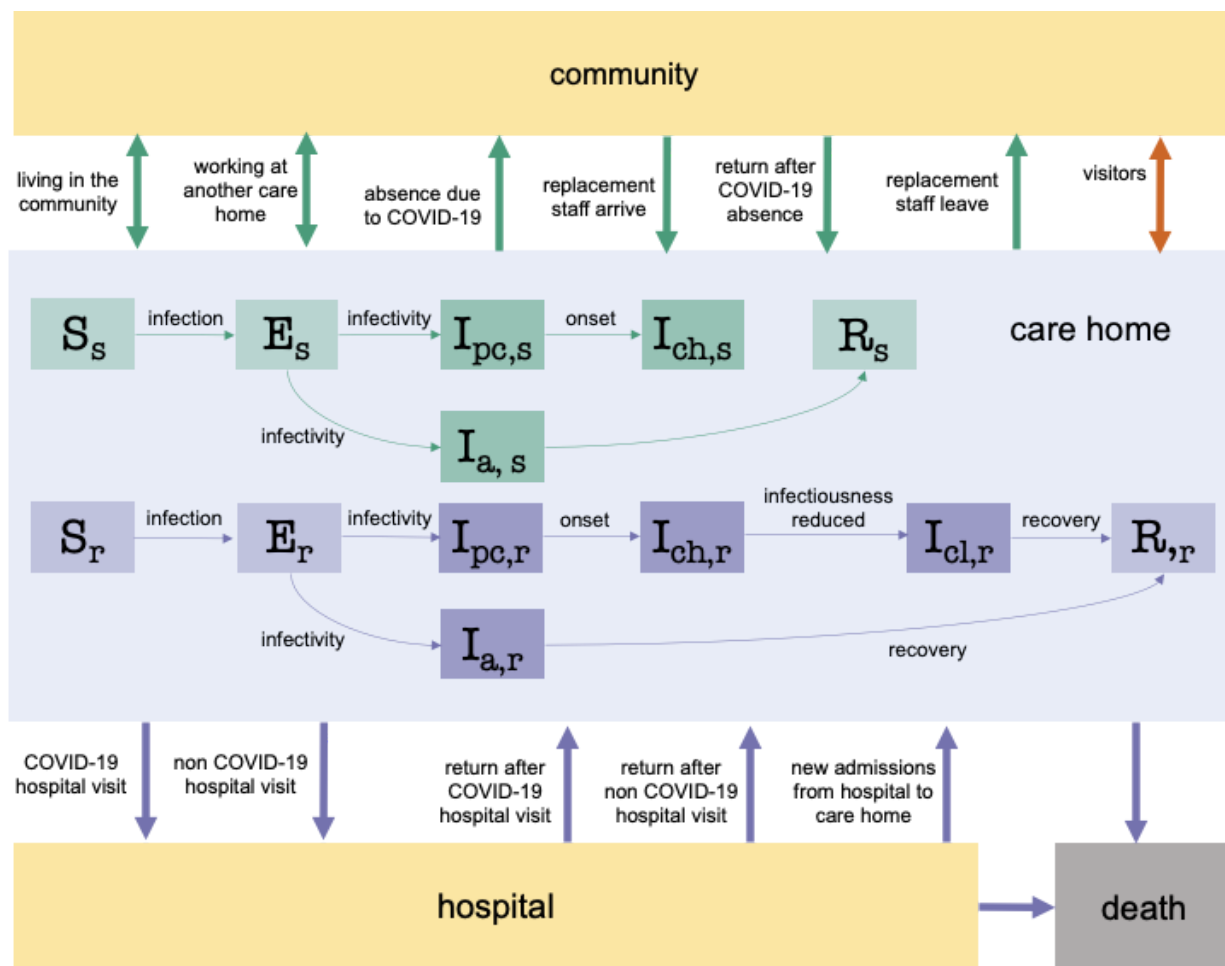 community
living in the
community
working at
another care
home
absence due
to COVID-19
replacement
staff arrive
return after
COVID-19
absence
replacement
staff leave
visitors
care home
S_s
infection
E_s
infectivity
I_pc,s
onset
I_ch,s
R_s
infectivity
I_a, s
S_r
infection
E_r
infectivity
I_pc,r
onset
I_ch,r
infectiousness
reduced
I_cl,r
recovery
R,_r
infectivity
I_a,r
recovery
COVID-19
hospital visit
non COVID-19
hospital visit
return after
COVID-19
hospital visit
return after
non COVID-19
hospital visit
new admissions
from hospital to
care home
hospital
death